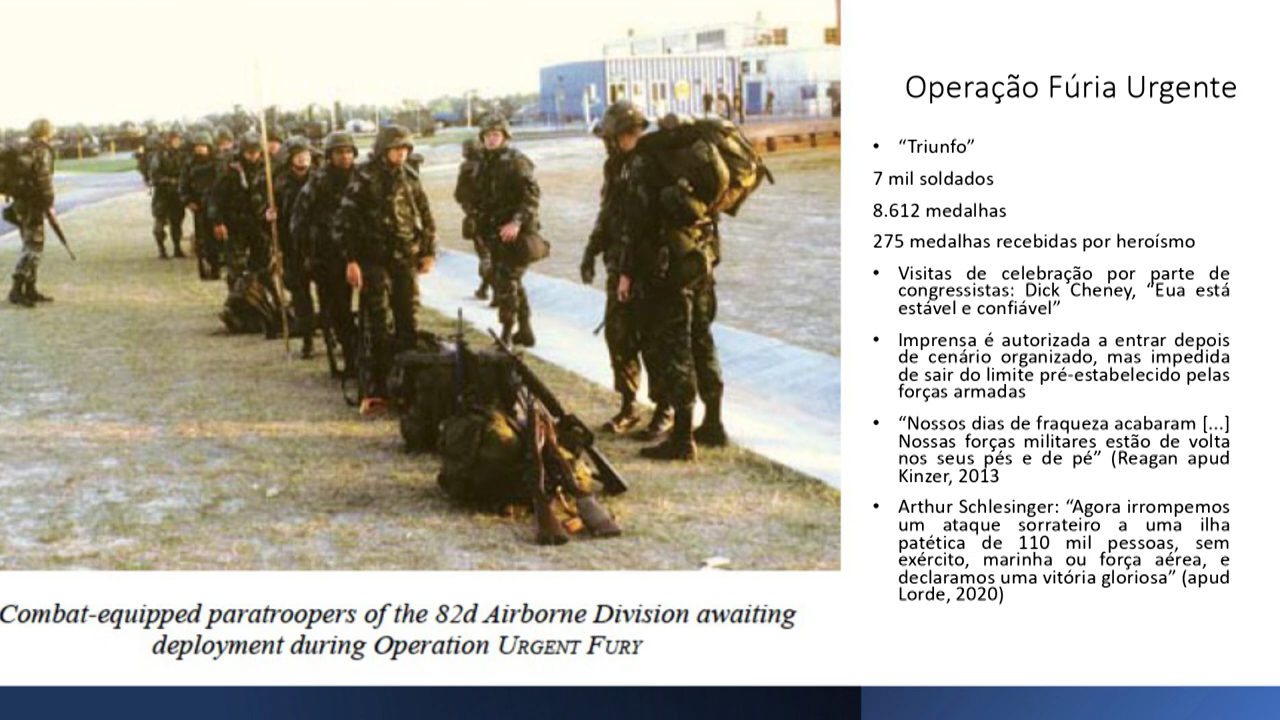 Operação Fúria Urgente
• “Triunfo”
7 mil soldados
8.612 medalhas
275 medalhas recebidas por heroísmo
• Visitas de celebração por parte de
congressistas: Dick Cheney, “Eua está
estável e confiável”
• Imprensa é autorizada a entrar depois
de cenário organizado, mas impedida
de sair do limite pré-estabelecido pelas
forças armadas
• “Nossos dias de fraqueza acabaram [...]
Nossas forças militares estão de volta
nos seus pés e de pé” (Reagan apud
Kinzer, 2013
• Arthur Schlesinger: “Agora irrompemos
um ataque sorrateiro a uma ilha
patética de 110 mil pessoas, sem
exército, marinha ou força aérea, e
declaramos uma vitória gloriosa” (apud
Lorde, 2020)
Combat-equipped paratroopers of the 82d Airborne Division awaiting
deployment during Operation URGENT FURY